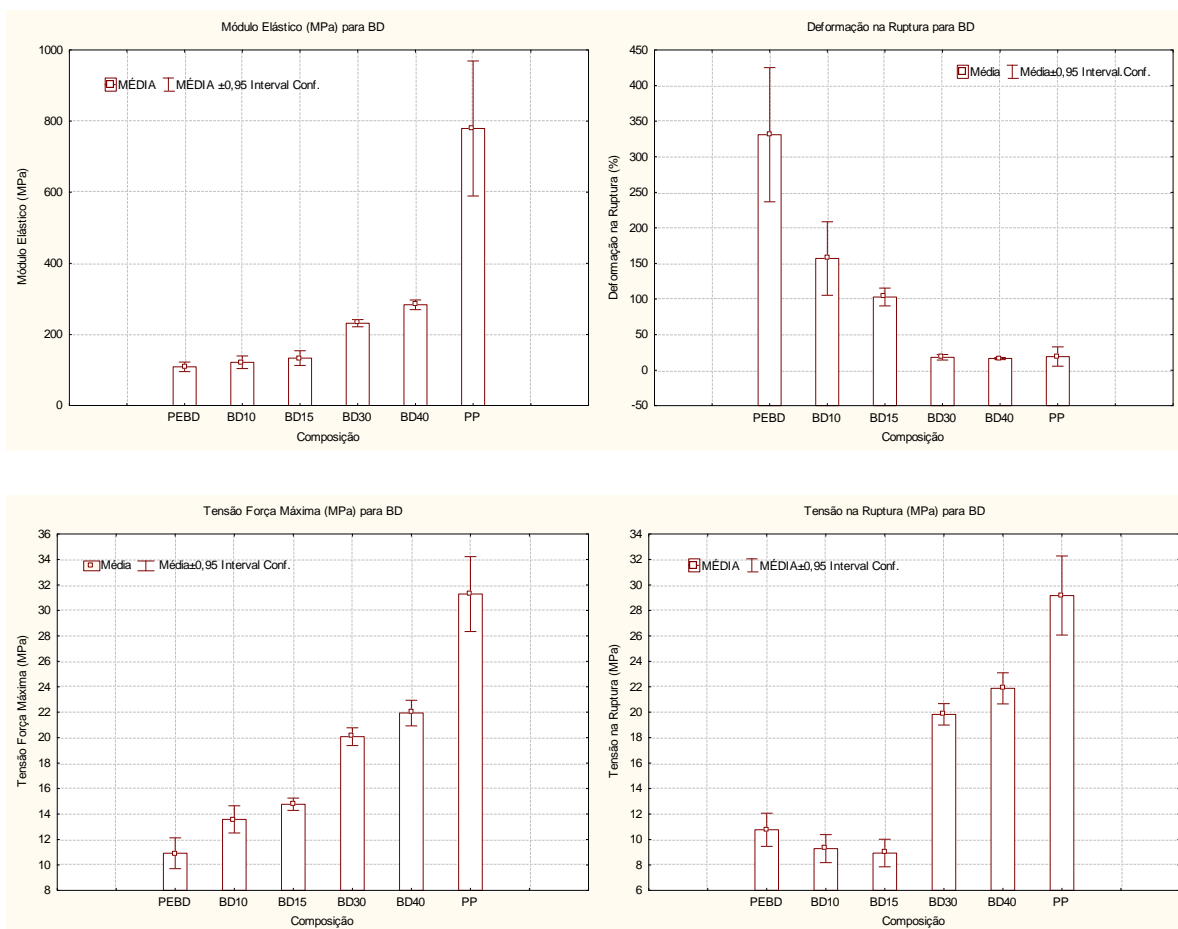 Módulo Elástico (MPa) para BD
1000
800
600
400
200
0
Módulo Elástico (MPa)
MÉDIA MÉDIA ±0,95 Interval Conf.
PEBD BD10 BD15 BD30 BD40 PP
Composição
Deformação na Ruptura para BD
450
400
350
300
250
200
150
100
50
0
-50
Deformação na Ruptura (%)
Média Média±0,95 Interval.Conf.
PEBD BD10 BD15 BD30 BD40 PP
Composição
Tensão Força Máxima (MPa) para BD
36
34
32
30
28
26
24
22
20
18
16
14
12
10
8
Tensão Força Máxima (MPa)
Média Média±0,95 Interval Conf.
PEBD BD10 BD15 BD30 BD40 PP
Composição
Tensão na Ruptura (MPa) para BD
34
32
30
28
26
24
22
20
18
16
14
12
10
8
6
Tensão na Ruptura (MPa)
MÉDIA MÉDIA±0,95 Interval Conf.
PEBD BD10 BD15 BD30 BD40 PP
Composição